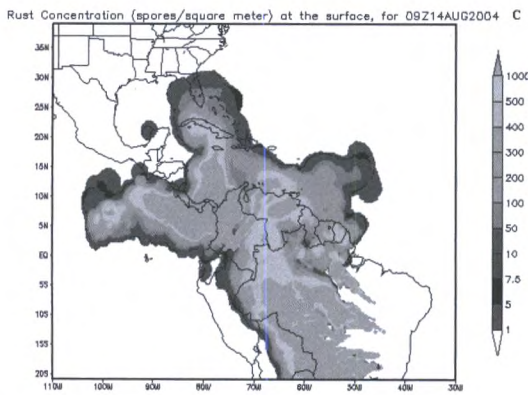 Rust Concentration (spores/square meter) at the surface, for 09Z14AUG2004 C
35N
30N
25N
20N
15N
10N
5N
EQ
5S
10S
15S
20S
110W 100W 90W 80W 70W 60W 50W 40W 30W
1000
500
400
300
200
100
50
10
7.5
5
1